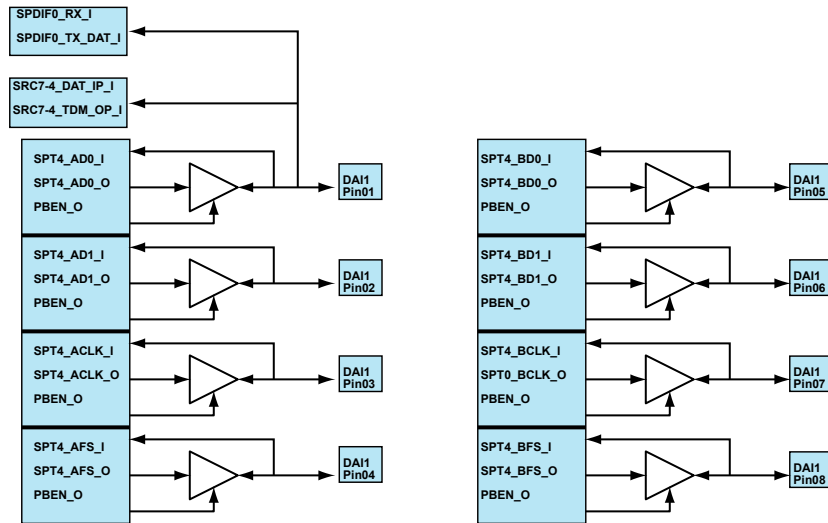 SPDIF0_RX_I
SPDIF0_TX_DAT_I
SRC7-4_DAT_IP_I
SRC7-4_TDM_OP_I
SPT4_AD0_I
SPT4_AD0_O
PBEN_O
DAI1
Pin01
SPT4_AD1_I
SPT4_AD1_O
PBEN_O
DAI1
Pin02
SPT4_ACLK_I
SPT4_ACLK_O
PBEN_O
DAI1
Pin03
SPT4_AFS_I
SPT4_AFS_O
PBEN_O
DAI1
Pin04
SPT4_BD0_I
SPT4_BD0_O
PBEN_O
DAI1
Pin05
SPT4_BD1_I
SPT4_BD1_O
PBEN_O
DAI1
Pin06
SPT4_BCLK_I
SPT0_BCLK_O
PBEN_O
DAI1
Pin07
SPT4_BFS_I
SPT4_BFS_O
PBEN_O
DAI1
Pin08